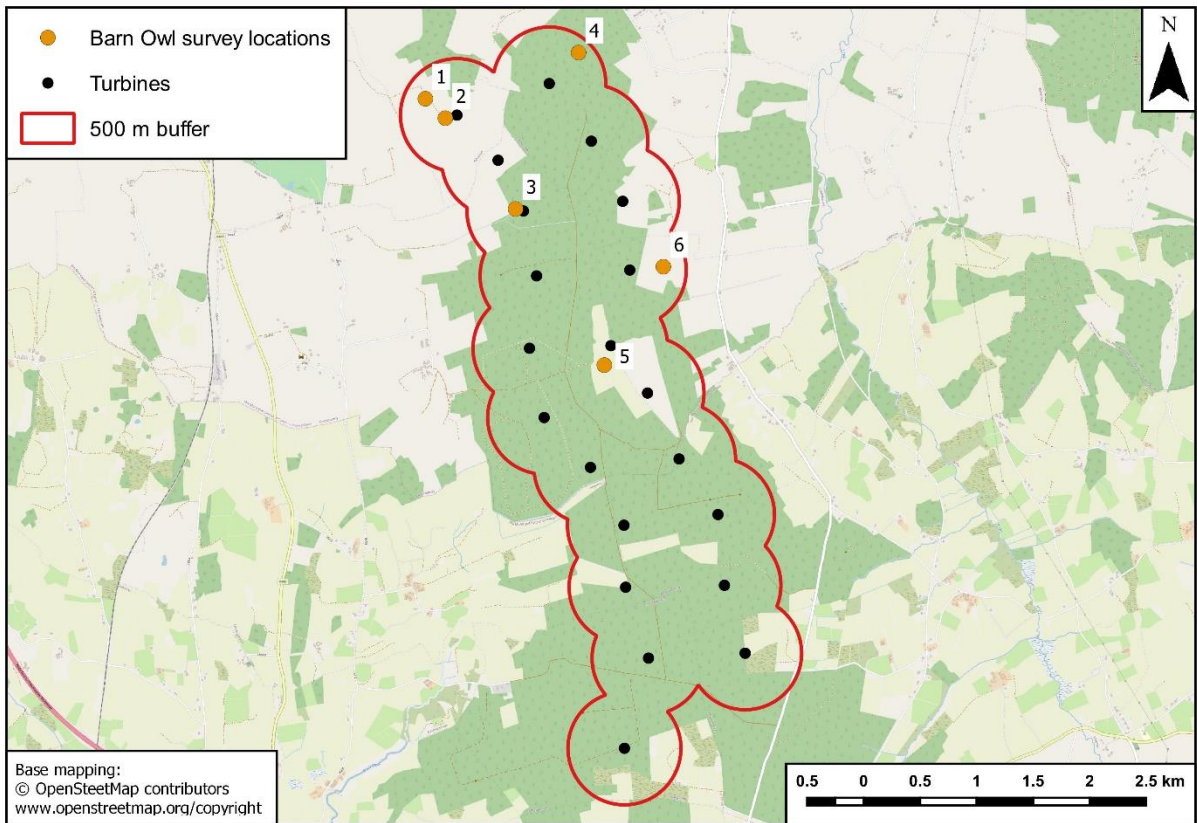 Barn Owl survey locations
Turbines
500 m buffer
N
4
1
2
3
6
5
Base mapping:
© OpenSteetMap contributors
www.openstreetmap.org/copyright
0.5 0 0.5 1 1.5 2 2.5 km